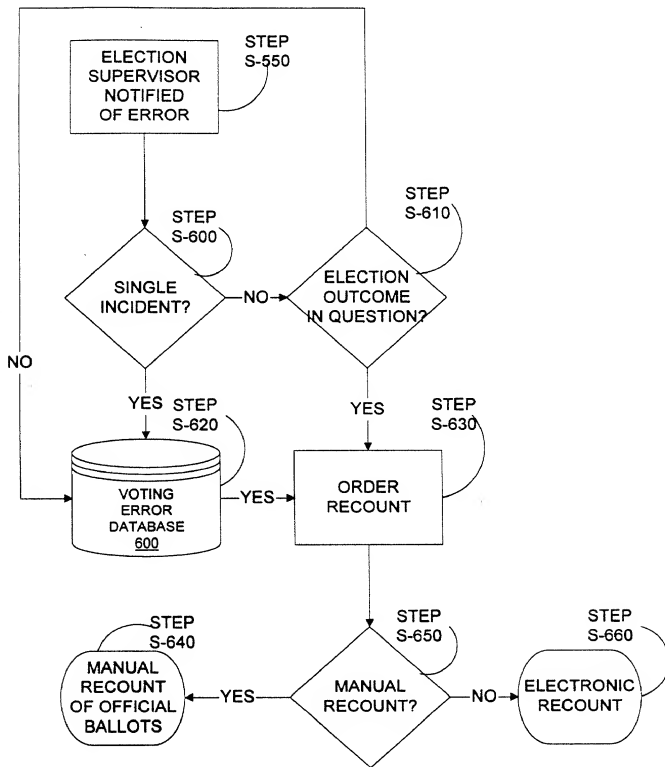 ELECTION
SUPERVISOR
NOTIFIED
OF ERROR
STEP
S-550
STEP
S-600
STEP
S-610
SINGLE
INCIDENT?
NO
ELECTION
OUTCOME
IN QUESTION?
NO
YES
STEP
S-620
YES
STEP
S-630
VOTING
ERROR
DATABASE
600
YES
ORDER
RECOUNT
STEP
S-640
STEP
S-650
STEP
S-660
MANUAL
RECOUNT
OF OFFICIAL
BALLOTS
YES
MANUAL
RECOUNT?
NO
ELECTRONIC
RECOUNT